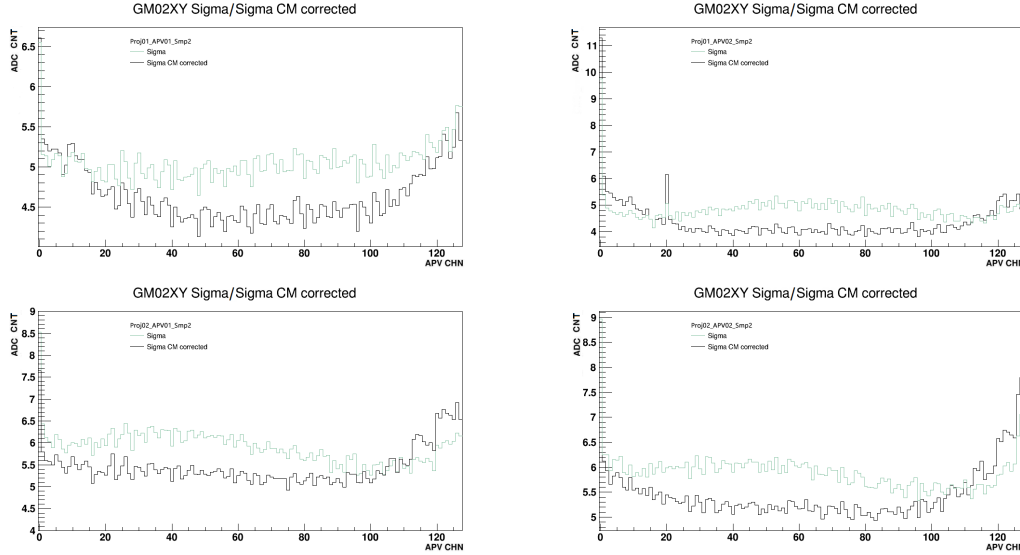 GM02XY Sigma/Sigma CM corrected
ADC CNT
6.5
6
5.5
5
4.5
Proj01_APV01_Smp2
Sigma
Sigma CM corrected
0 20 40 60 80 100 120
APV CHN
GM02XY Sigma/Sigma CM corrected
ADC CNT
11
10
9
8
7
6
5
4
Proj01_APV02_Smp2
Sigma
Sigma CM corrected
0 20 40 60 80 100 120
APV CHN
GM02XY Sigma/Sigma CM corrected
ADC CNT
9
8.5
8
7.5
7
6.5
6
5.5
5
4.5
4
Proj02_APV01_Smp2
Sigma
Sigma CM corrected
0 20 40 60 80 100 120
APV CHN
GM02XY Sigma/Sigma CM corrected
ADC CNT
9
8.5
8
7.5
7
6.5
6
5.5
5
Proj02_APV02_Smp2
Sigma
Sigma CM corrected
0 20 40 60 80 100 120
APV CHN